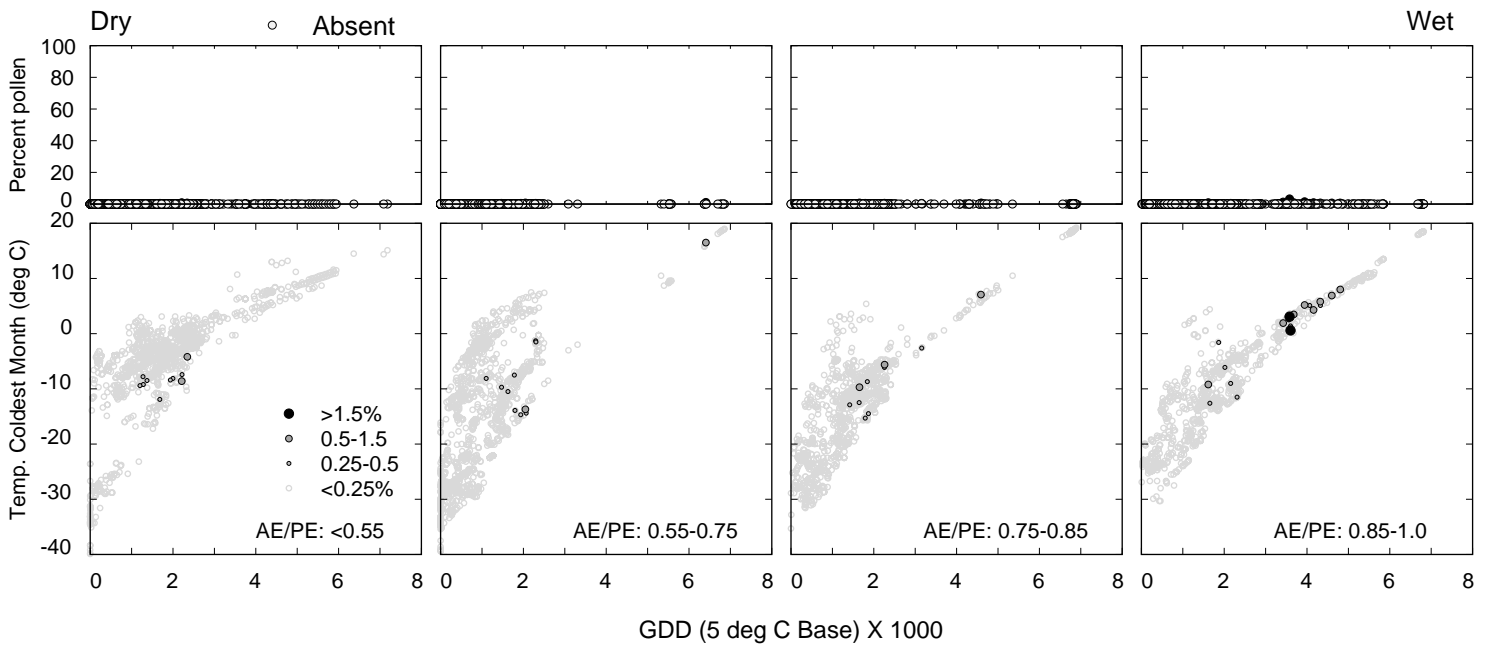 Dry
Absent
Wet
Percent pollen
100
80
60
40
20
0
Temp. Coldest Month (deg C)
20
10
0
-10
-20
-30
-40
>1.5%
0.5-1.5
0.25-0.5
<0.25%
AE/PE: <0.55
AE/PE: 0.55-0.75
AE/PE: 0.75-0.85
AE/PE: 0.85-1.0
0 2 4 6 8 0 2 4 6 8 0 2 4 6 8 0 2 4 6 8
GDD (5 deg C Base) X 1000